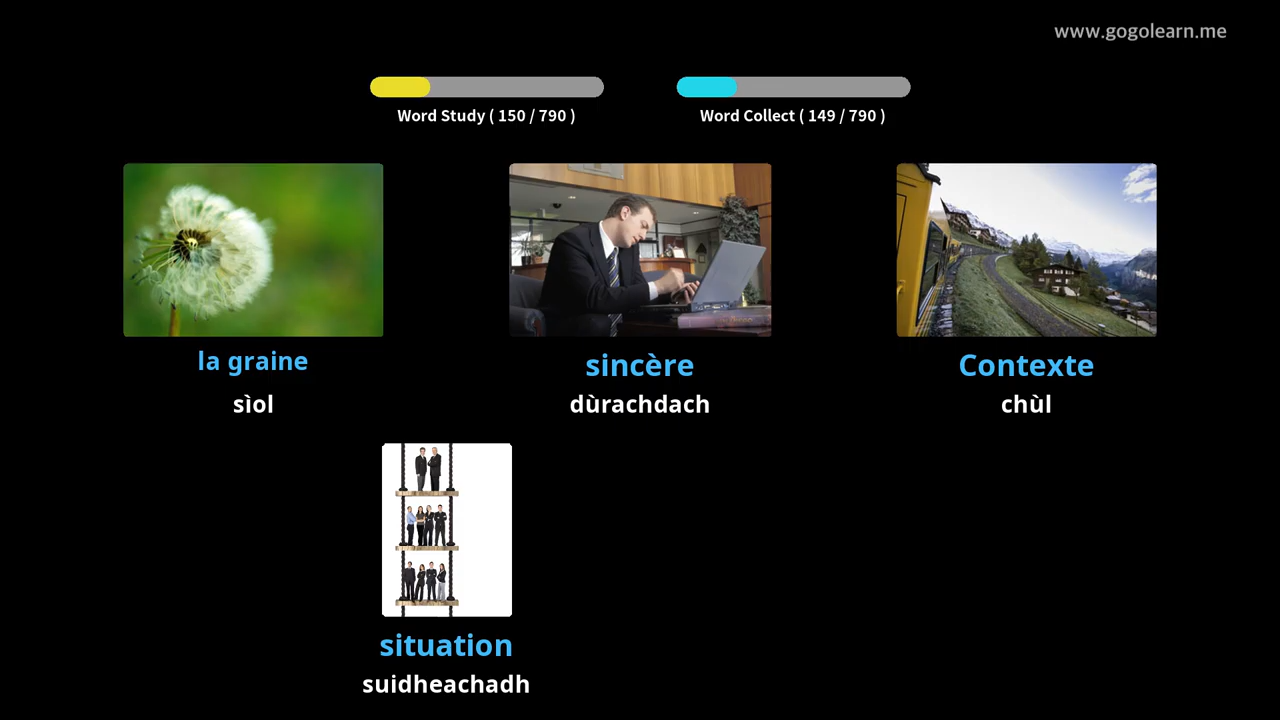 www.gogolearn.me
Word Study ( 150 / 790 )
Word Collect ( 149 / 790 )
la graine
sìol
sincère
dùrachdach
Contexte
chùl
situation
suidheachadh